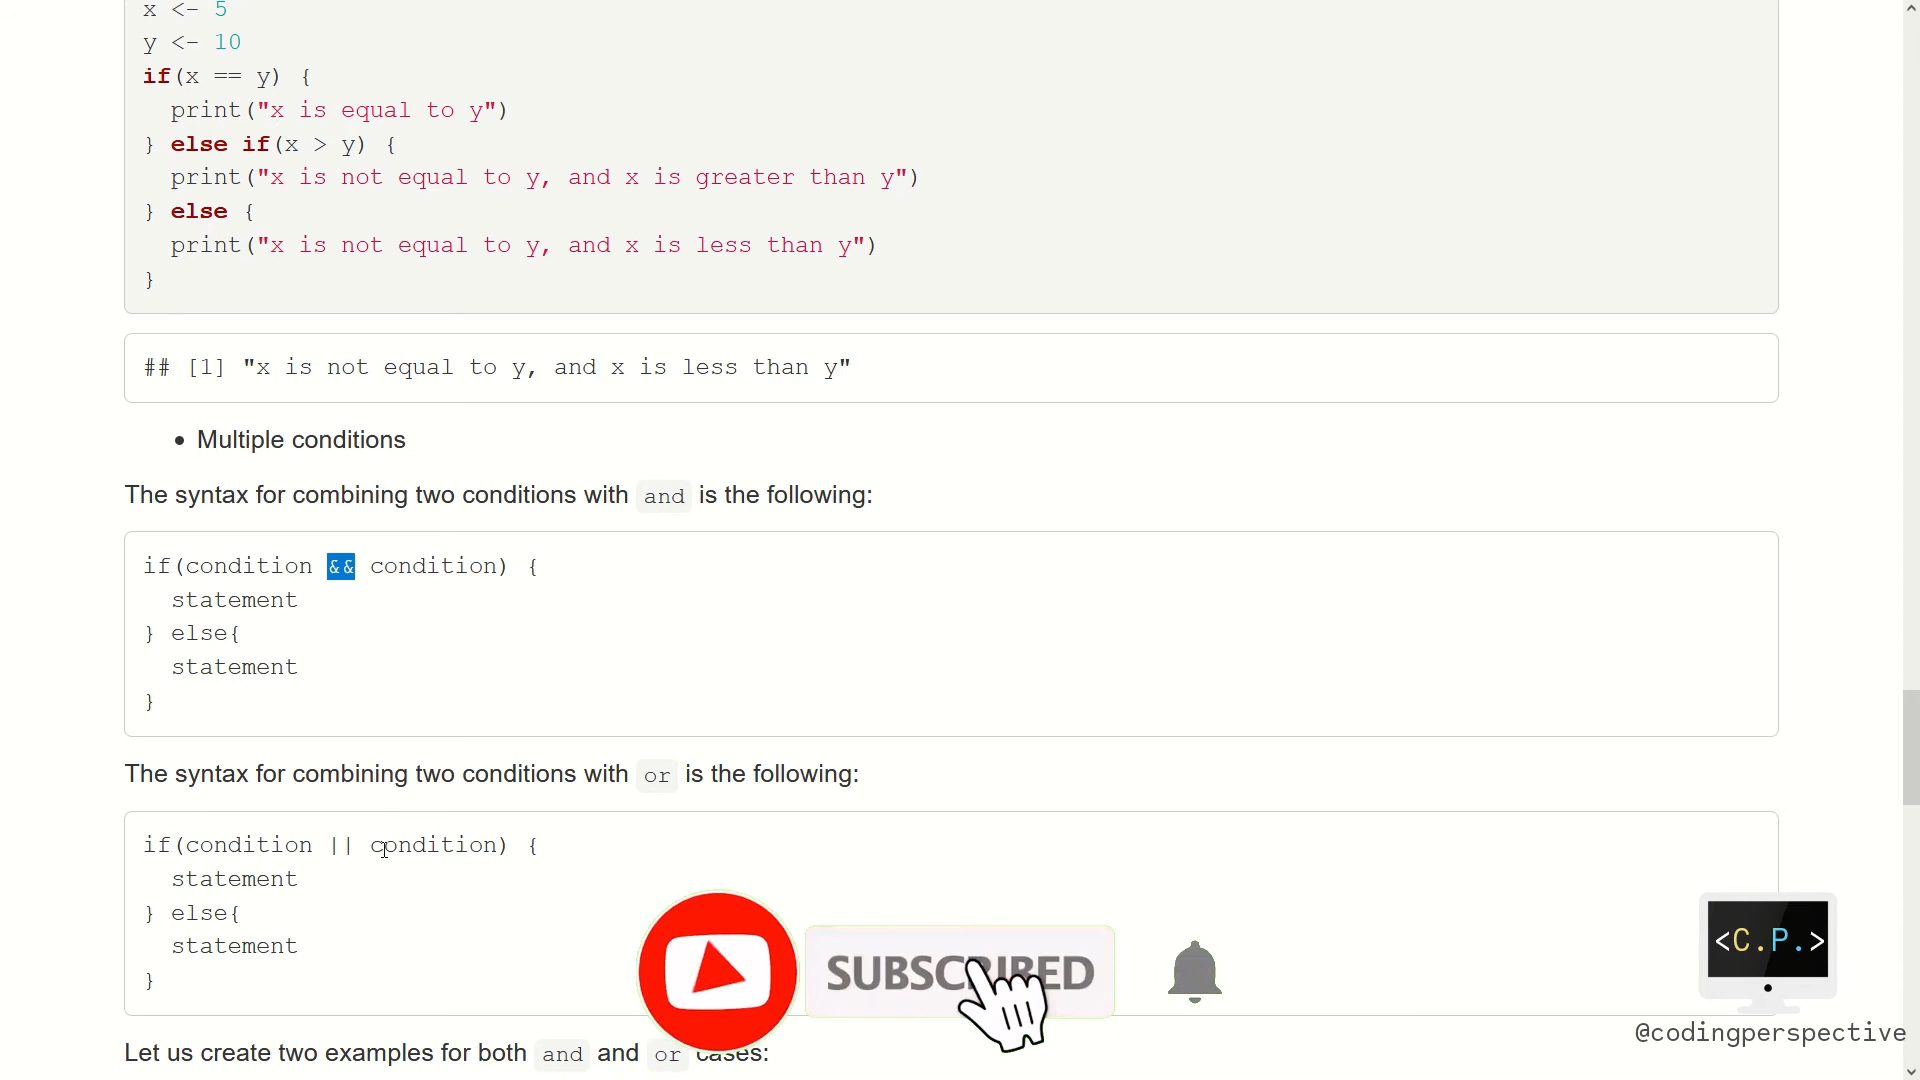 x <- 5
y <- 10
if(x == y) {
print("x is equal to y")
} else if(x > y) {
print("x is not equal to y, and x is greater than y")
} else {
print("x is not equal to y, and x is less than y")
}
## [1] "x is not equal to y, and x is less than y"
• Multiple conditions
The syntax for combining two conditions with and is the following:
if(condition && condition) {
statement
} else{
statement
}
The syntax for combining two conditions with or is the following:
if(condition || condition) {
statement
} else{
statement
}
SUBSCRIBED
<C.P.>
@codingperspective
Let us create two examples for both and and or cases: